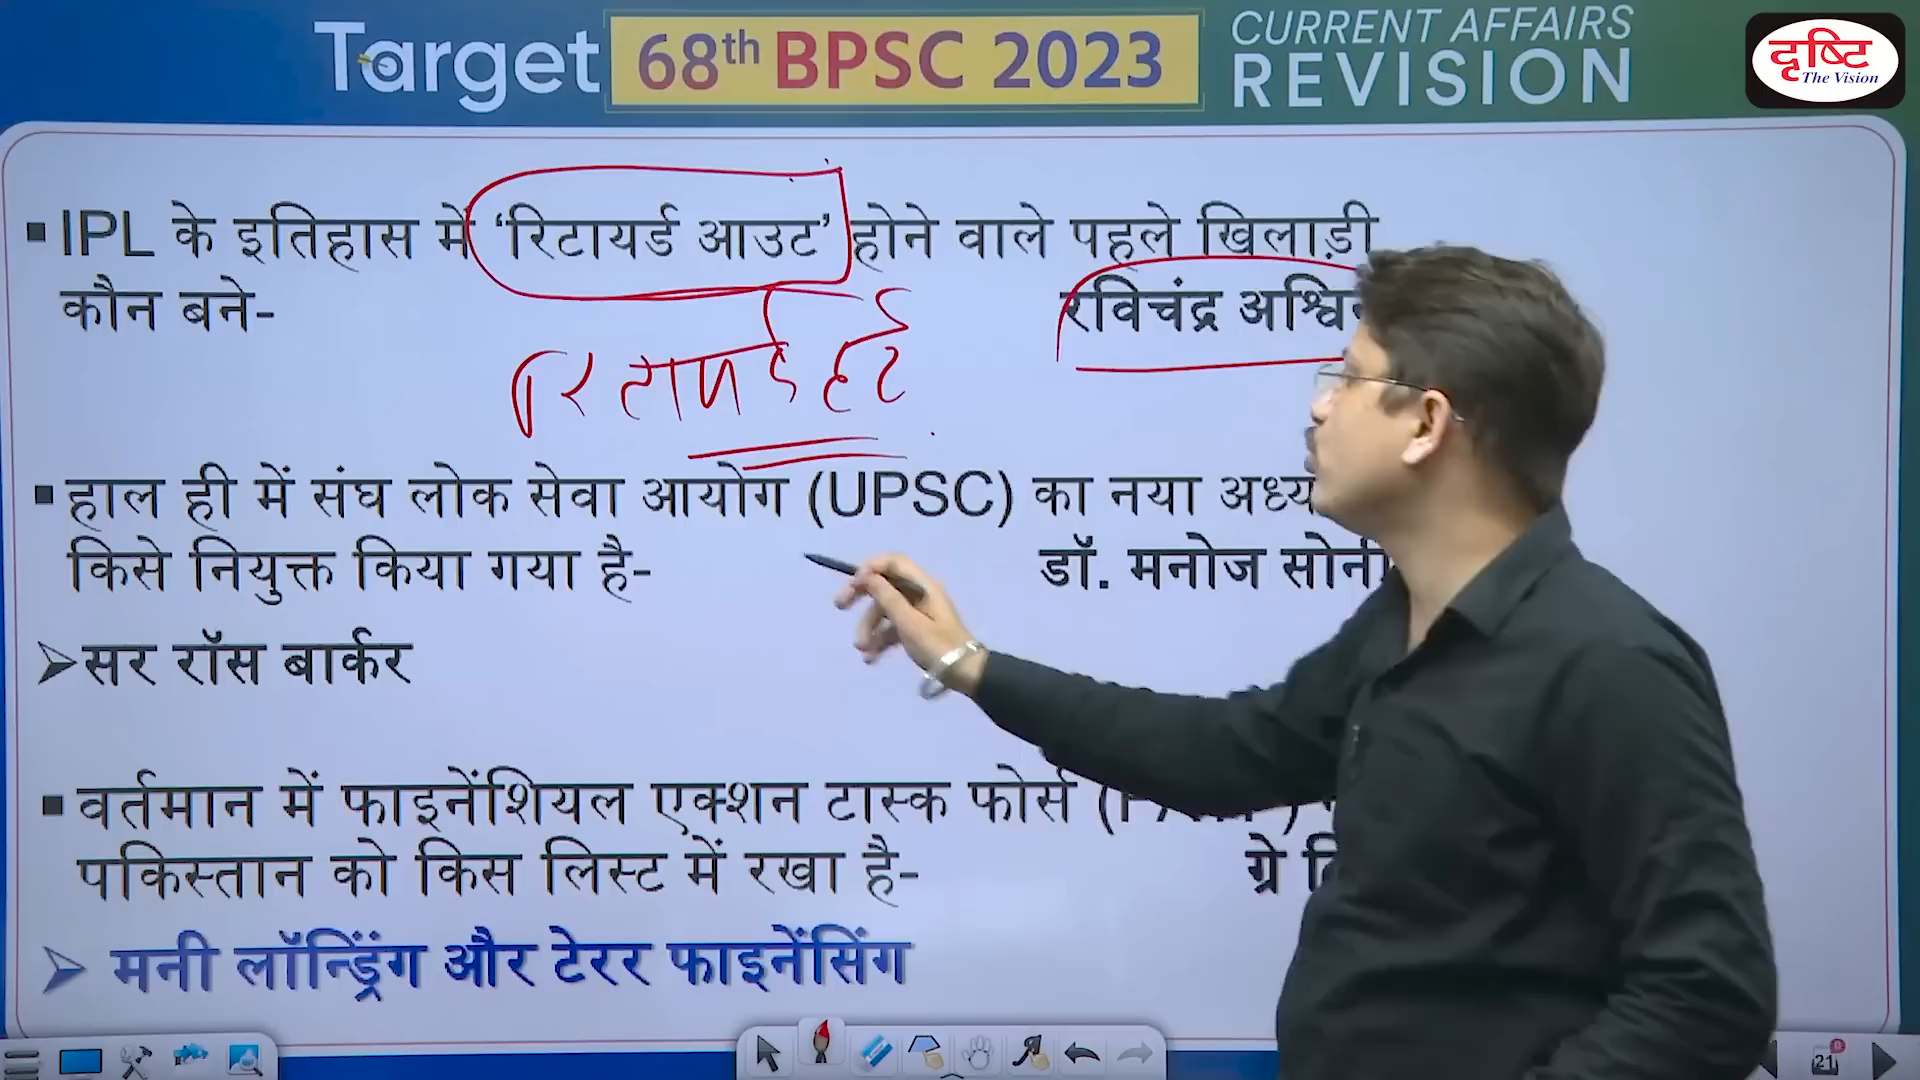 Target 68th BPSC 2023 CURRENT AFFAIRS
REVISION
दृष्टि
The Vision
▪ IPL के इतिहास में ‘रिटायर्ड आउट’ होने वाले पहले खिलाड़ी
कौन बने- रविचंद्र
रिटायर्ड हर्ट
▪ हाल ही में संघ लोक सेवा आयोग (UPSC) का नया
किसे नियुक्त किया गया है- डॉ. मनोज सोनी
➢ सर रॉस बार्कर
▪ वर्तमान में फाइनेंशियल एक्शन टास्क फोर्स
पकिस्तान को किस लिस्ट में रखा है- ग्रे
➢ मनी लॉन्ड्रिंग और टेरर फाइनेंसिंग
21